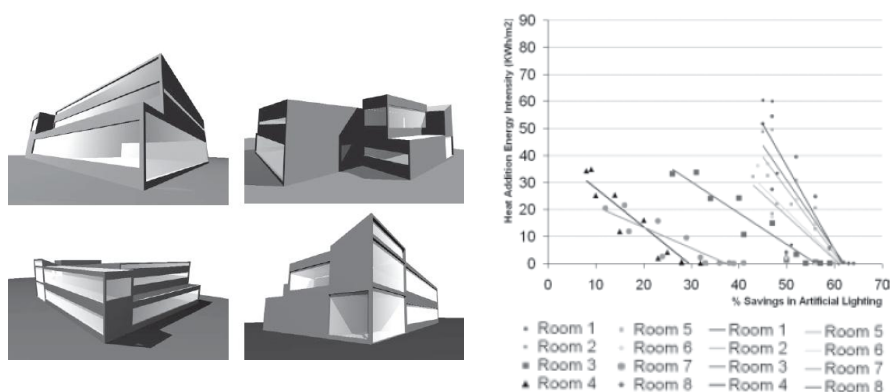 Heat Addition Energy Intensity (KWh/m2)
90
80
70
60
50
40
30
20
10
0
0 10 20 30 40 50 60 70
% Savings in Artificial Lighting
Room 1 Room 5 Room 1 Room 5
Room 2 Room 6 Room 2 Room 6
Room 3 Room 7 Room 3 Room 7
Room 4 Room 8 Room 4 Room 8